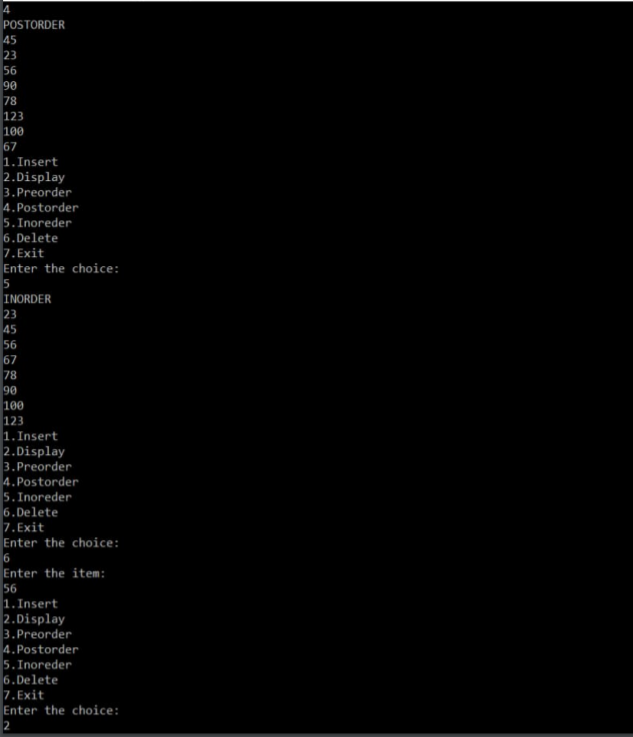 4
POSTORDER
45
23
56
90
78
123
100
67
1.Insert
2.Display
3.Preorder
4.Postorder
5.Inoreder
6.Delete
7.Exit
Enter the choice:
5
INORDER
23
45
56
67
78
90
100
123
1.Insert
2.Display
3.Preorder
4.Postorder
5.Inoreder
6.Delete
7.Exit
Enter the choice:
6
Enter the item:
56
1.Insert
2.Display
3.Preorder
4.Postorder
5.Inoreder
6.Delete
7.Exit
Enter the choice:
2